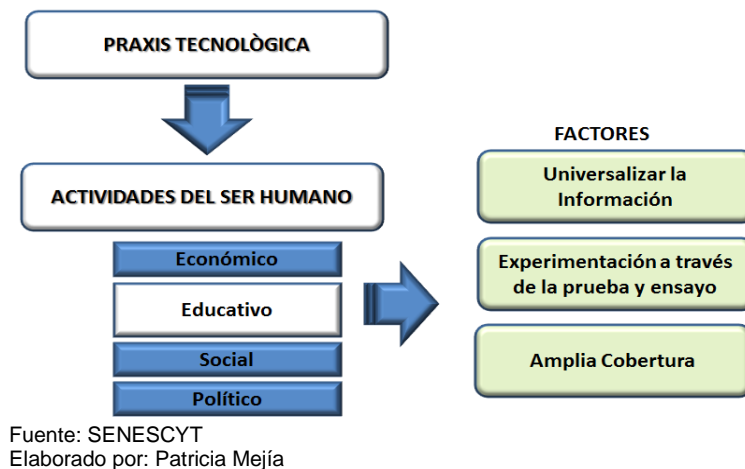 PRAXIS TECNOLÒGICA
ACTIVIDADES DEL SER HUMANO
Económico
Educativo
Social
Político
FACTORES
Universalizar la
Información
Experimentación a través
de la prueba y ensayo
Amplia Cobertura
Fuente: SENESCYT
Elaborado por: Patricia Mejía